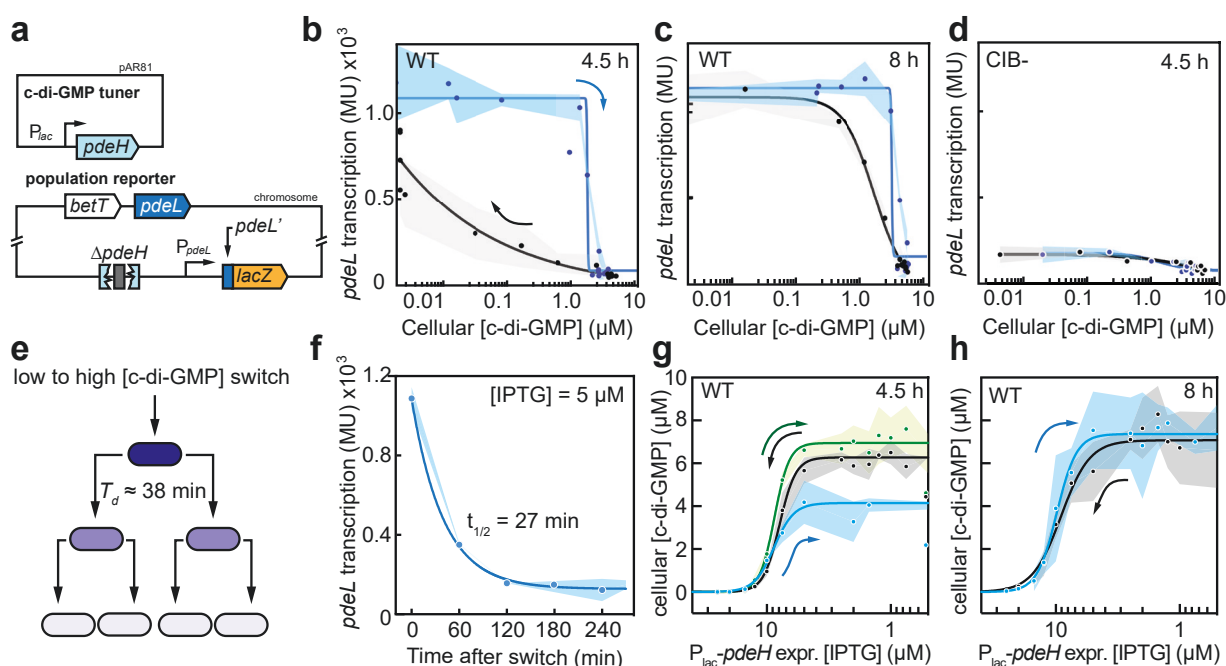 a
pAR81
c-di-GMP tuner
Plac
pdeH
population reporter
chromosome
betT
pdeL
pdeL'
PpdeL
ΔpdeH
lacZ
b
WT
4.5 h
pdeL transcription (MU) x10³
1.0
0.5
0
0.01
0.1
1.0
10
Cellular [c-di-GMP] (µM)
c
WT
8 h
pdeL transcription (MU)
0.01
0.1
1.0
10
Cellular [c-di-GMP] (µM)
d
CIB-
4.5 h
pdeL transcription (MU)
0.01
0.1
1.0
10
Cellular [c-di-GMP] (µM)
e
low to high [c-di-GMP] switch
Td ≈ 38 min
f
pdeL transcription (MU) x10³
1.2
0.8
0.4
0
[IPTG] = 5 µM
t1/2 = 27 min
0
60
120
180
240
Time after switch (min)
g
cellular [c-di-GMP] (µM)
WT
4.5 h
10
8
6
4
2
0
10
1
Plac-pdeH expr. [IPTG] (µM)
h
cellular [c-di-GMP] (µM)
WT
8 h
10
1
Plac-pdeH expr. [IPTG] (µM)